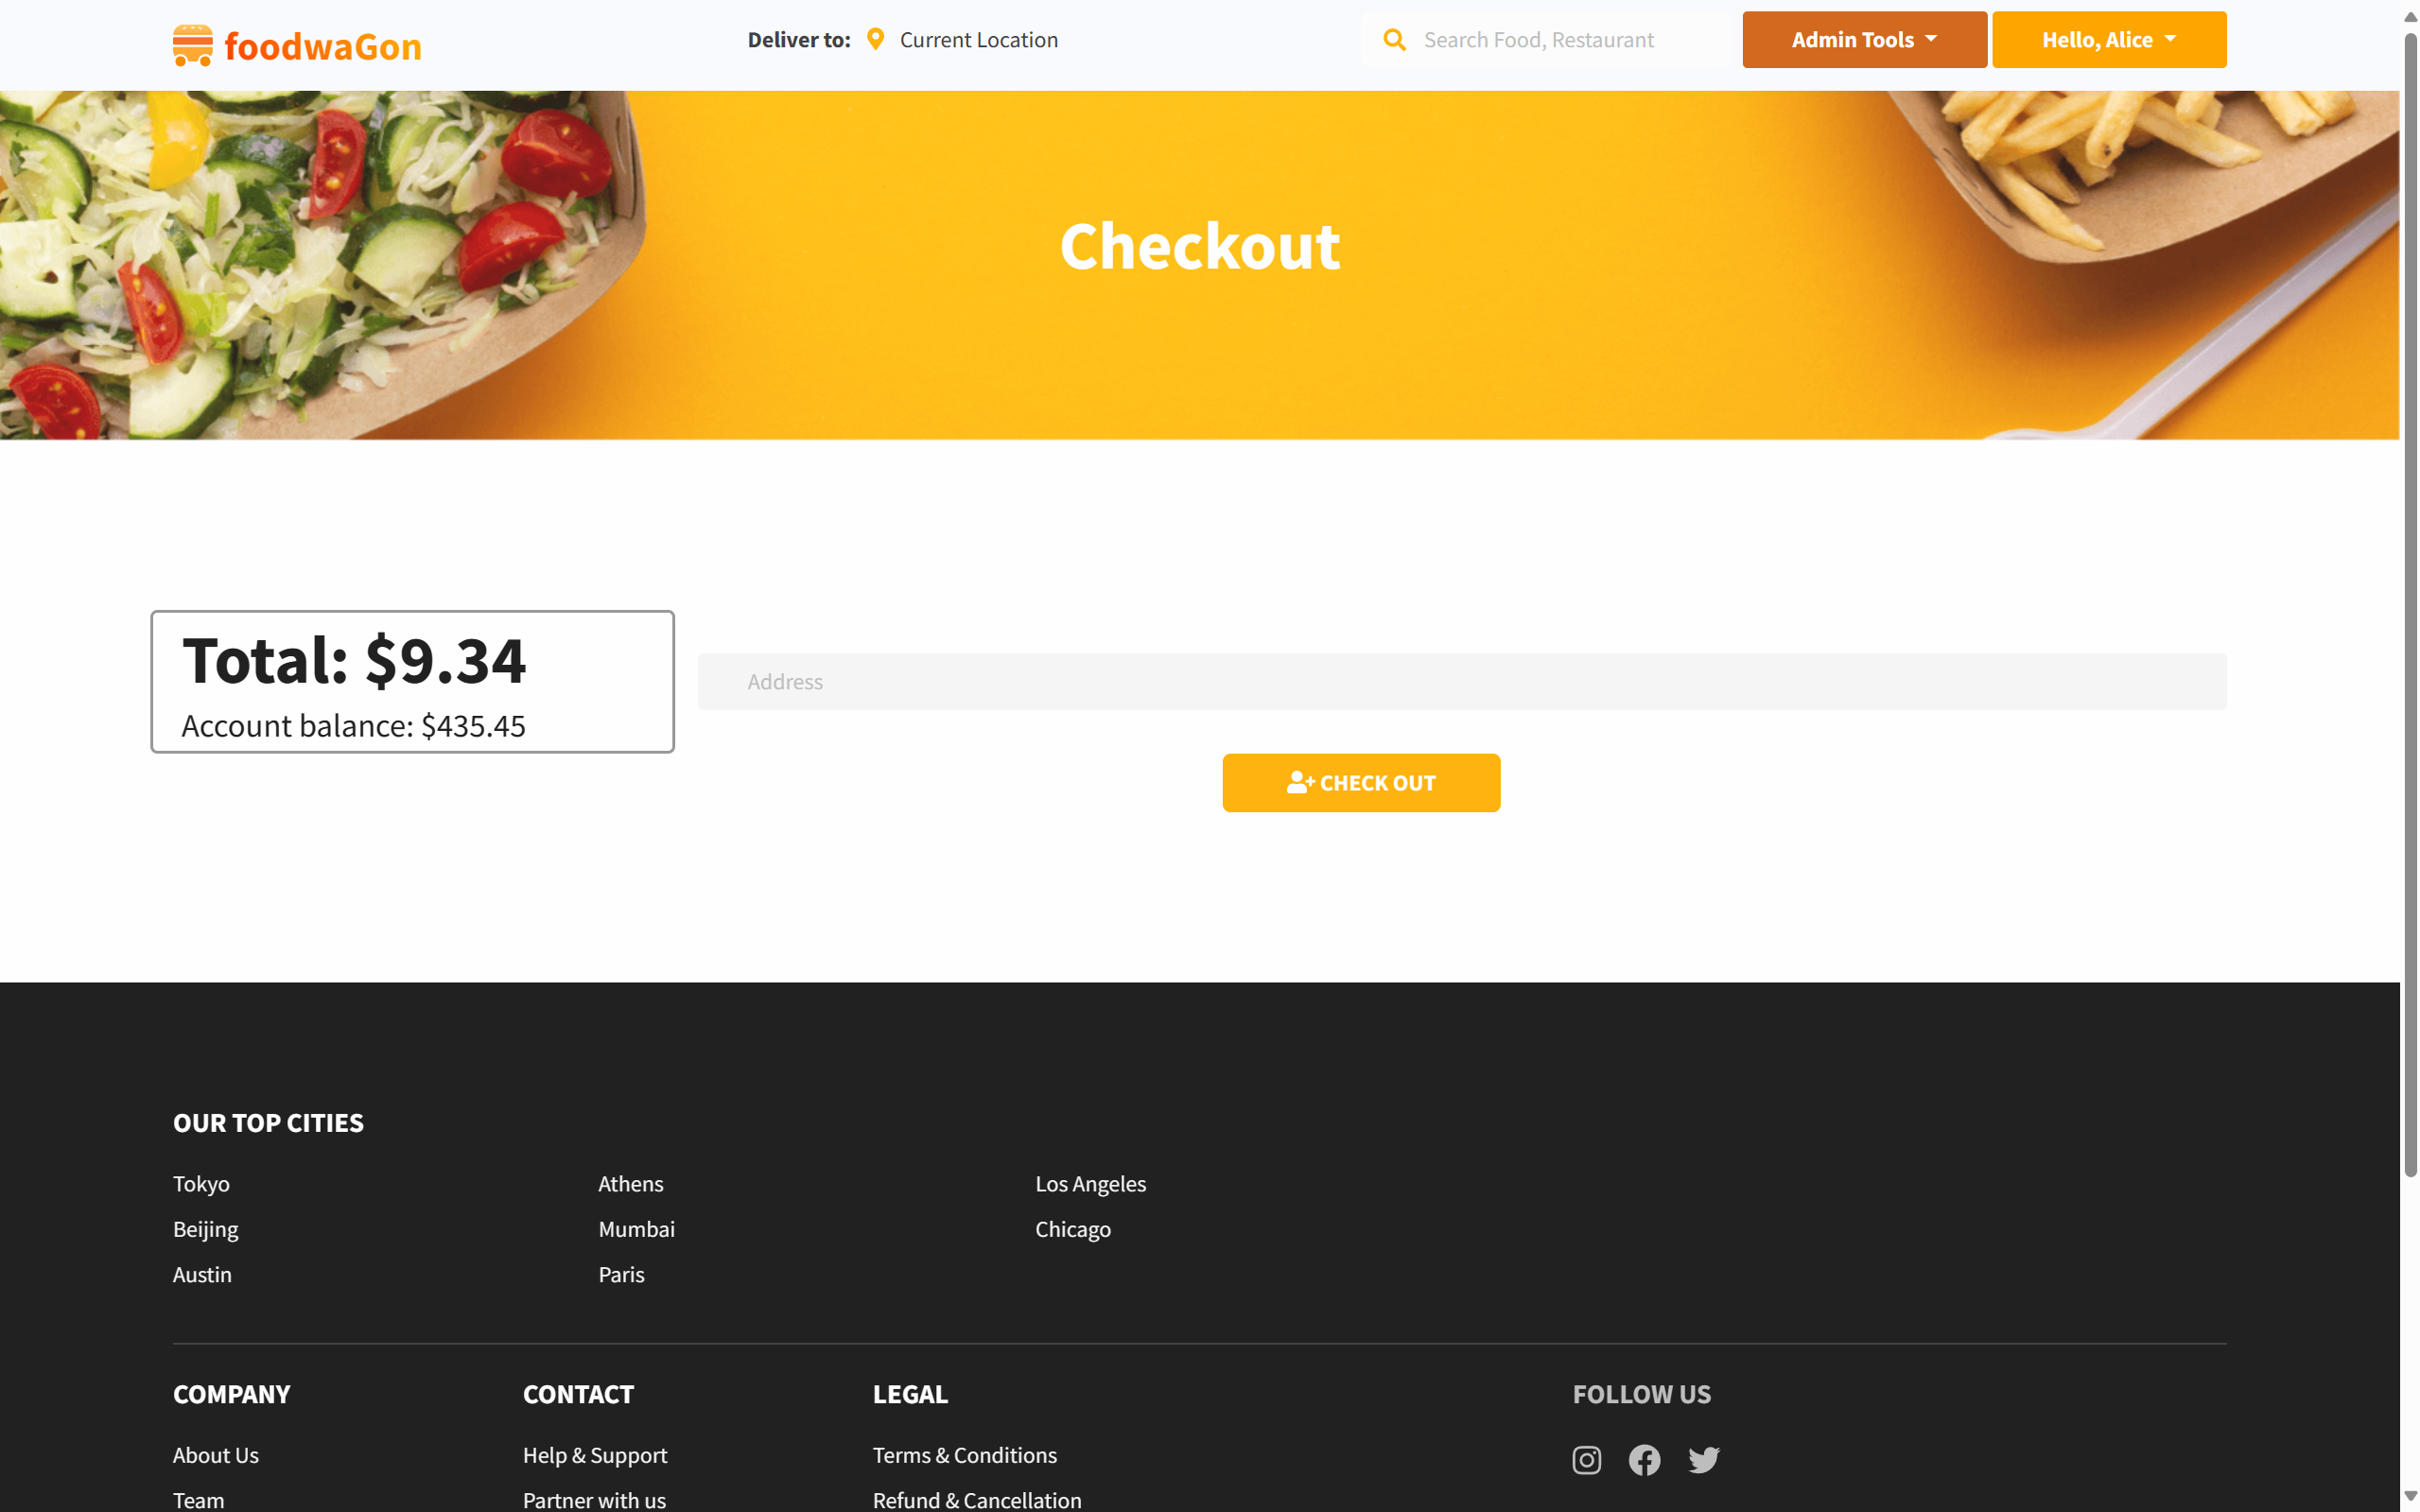 foodwaGon
Deliver to: Current Location
Search Food, Restaurant
Admin Tools
Hello, Alice
Checkout
Total: $9.34
Account balance: $435.45
Address
CHECK OUT
OUR TOP CITIES
Tokyo
Athens
Los Angeles
Beijing
Mumbai
Chicago
Austin
Paris
COMPANY
CONTACT
LEGAL
FOLLOW US
About Us
Help & Support
Terms & Conditions
Team
Partner with us
Refund & Cancellation